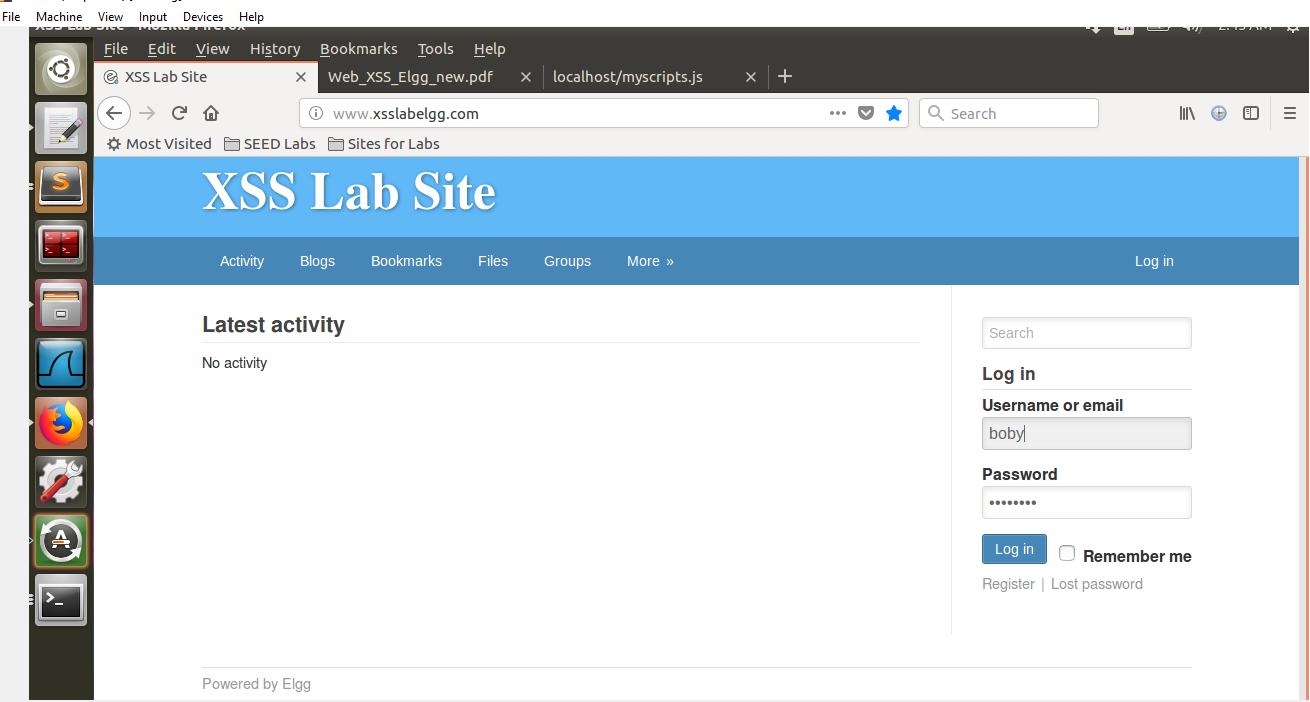 File Machine View Input Devices Help
XSS Lab Site - Mozilla Firefox
File Edit View History Bookmarks Tools Help
XSS Lab Site Web_XSS_Elgg_new.pdf localhost/myscripts.js
www.xsslabelgg.com Search
Most Visited SEED Labs Sites for Labs
XSS Lab Site
Activity Blogs Bookmarks Files Groups More » Log in
Latest activity
No activity
Search
Log in
Username or email
boby
Password
••••••••
Log in Remember me
Register | Lost password
Powered by Elgg